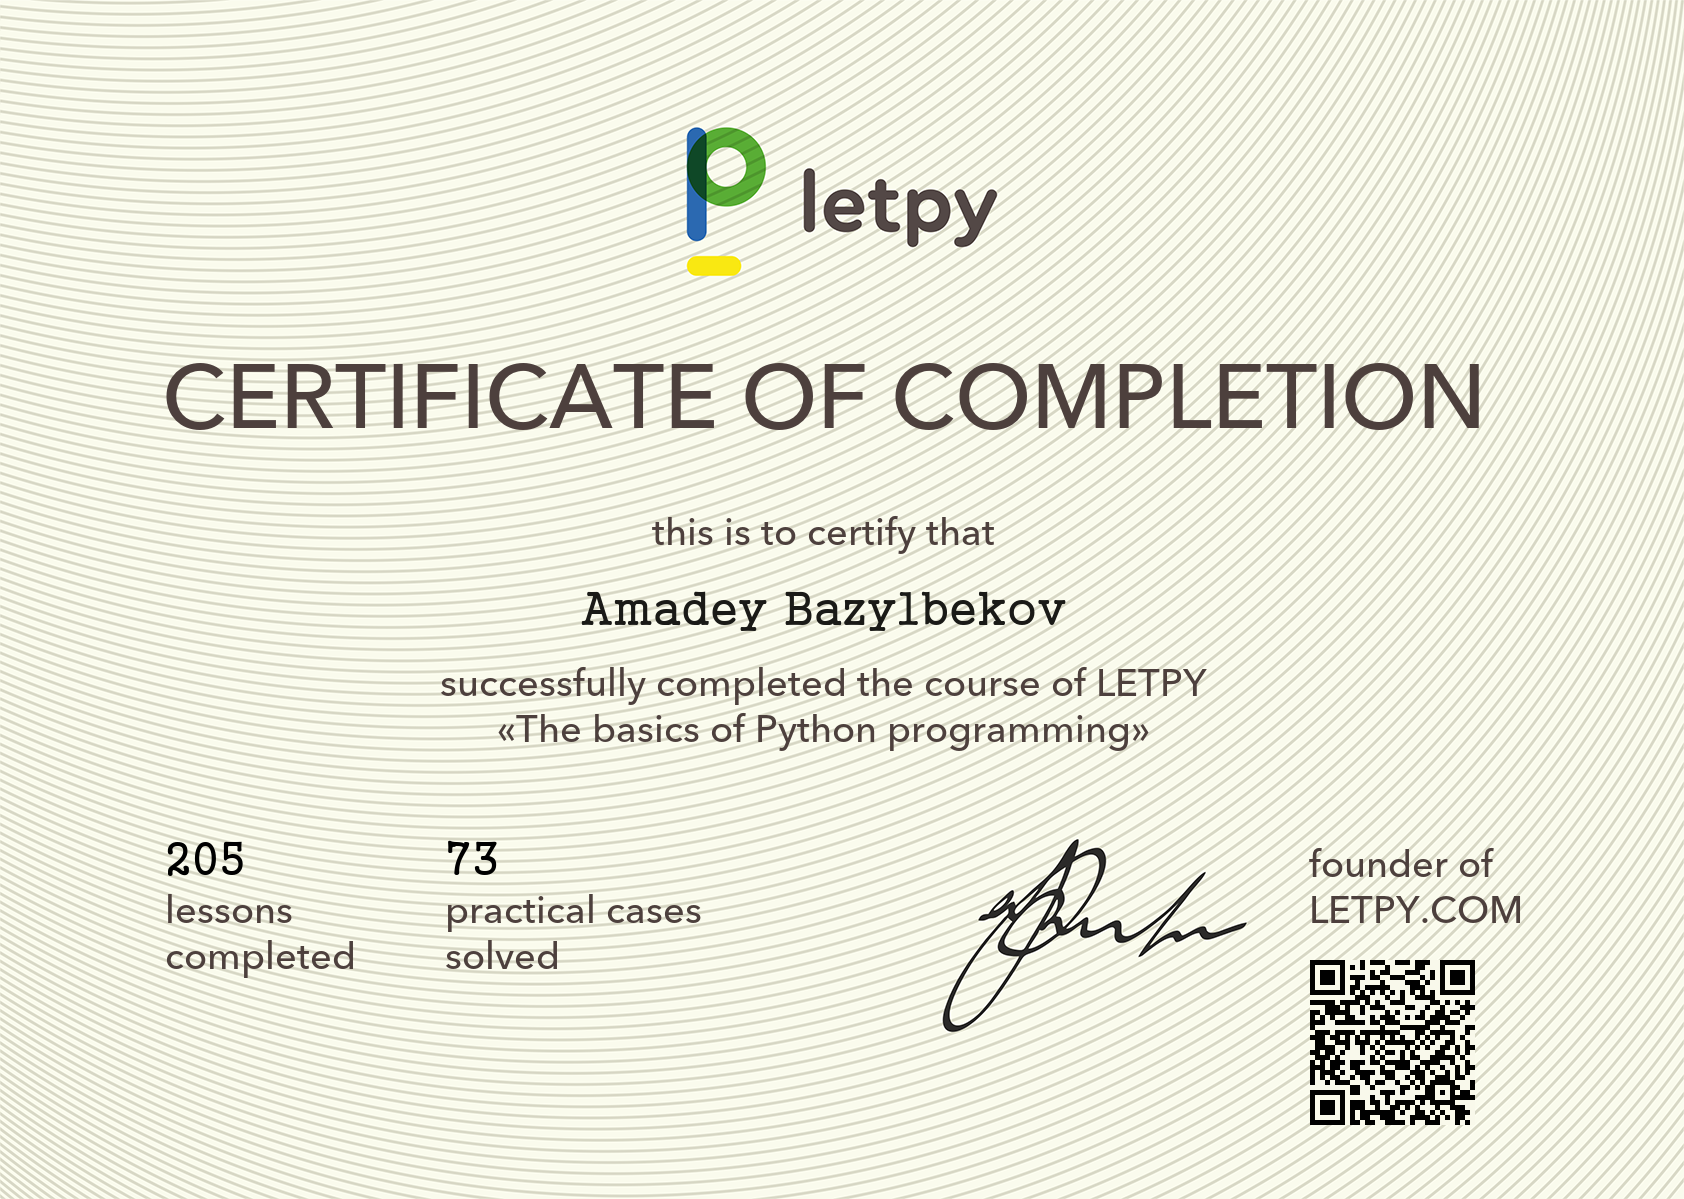 letpy
CERTIFICATE OF COMPLETION
this is to certify that
Amadey Bazylbekov
successfully completed the course of LETPY
«The basics of Python programming»
205
lessons
completed
73
practical cases
solved
founder of
LETPY.COM